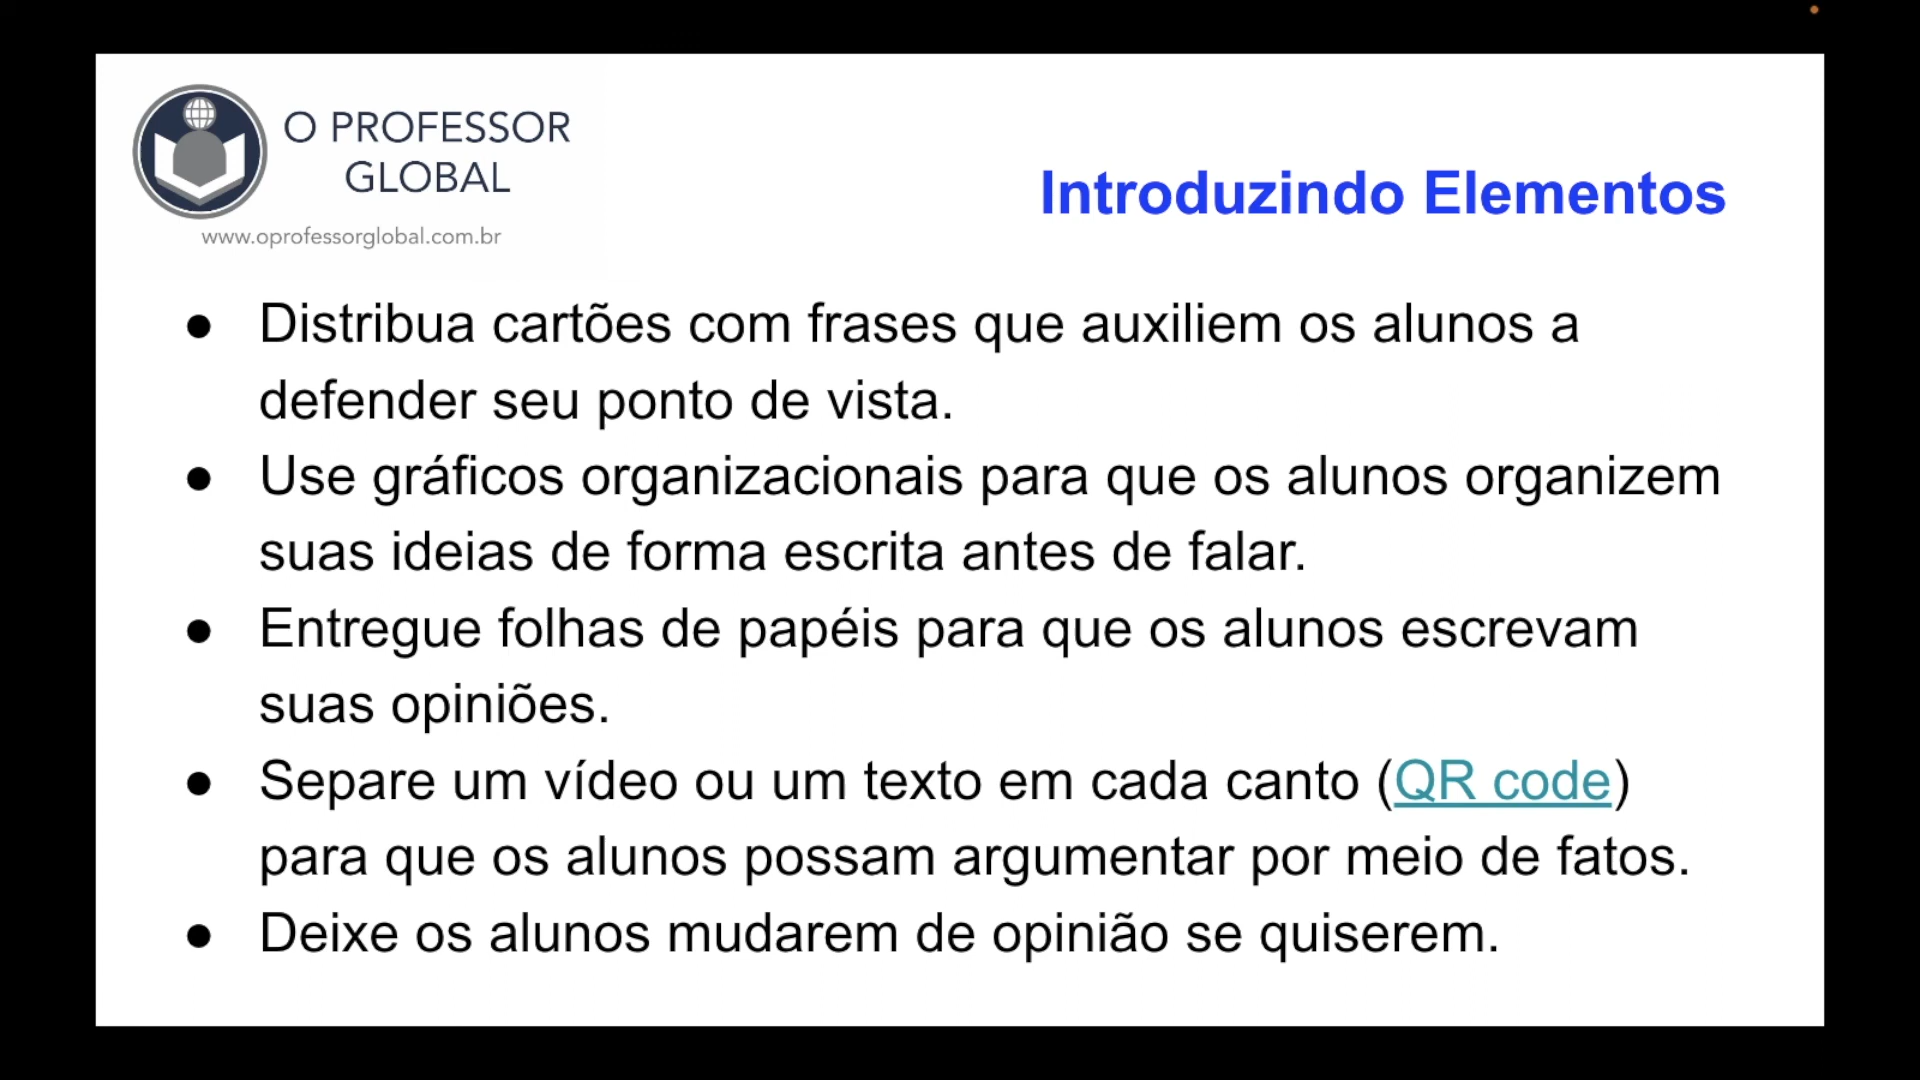 O PROFESSOR
GLOBAL
www.oprofessorglobal.com.br
Introduzindo Elementos
● Distribua cartões com frases que auxiliem os alunos a
defender seu ponto de vista.
● Use gráficos organizacionais para que os alunos organizem
suas ideias de forma escrita antes de falar.
● Entregue folhas de papéis para que os alunos escrevam
suas opiniões.
● Separe um vídeo ou um texto em cada canto (QR code)
para que os alunos possam argumentar por meio de fatos.
● Deixe os alunos mudarem de opinião se quiserem.